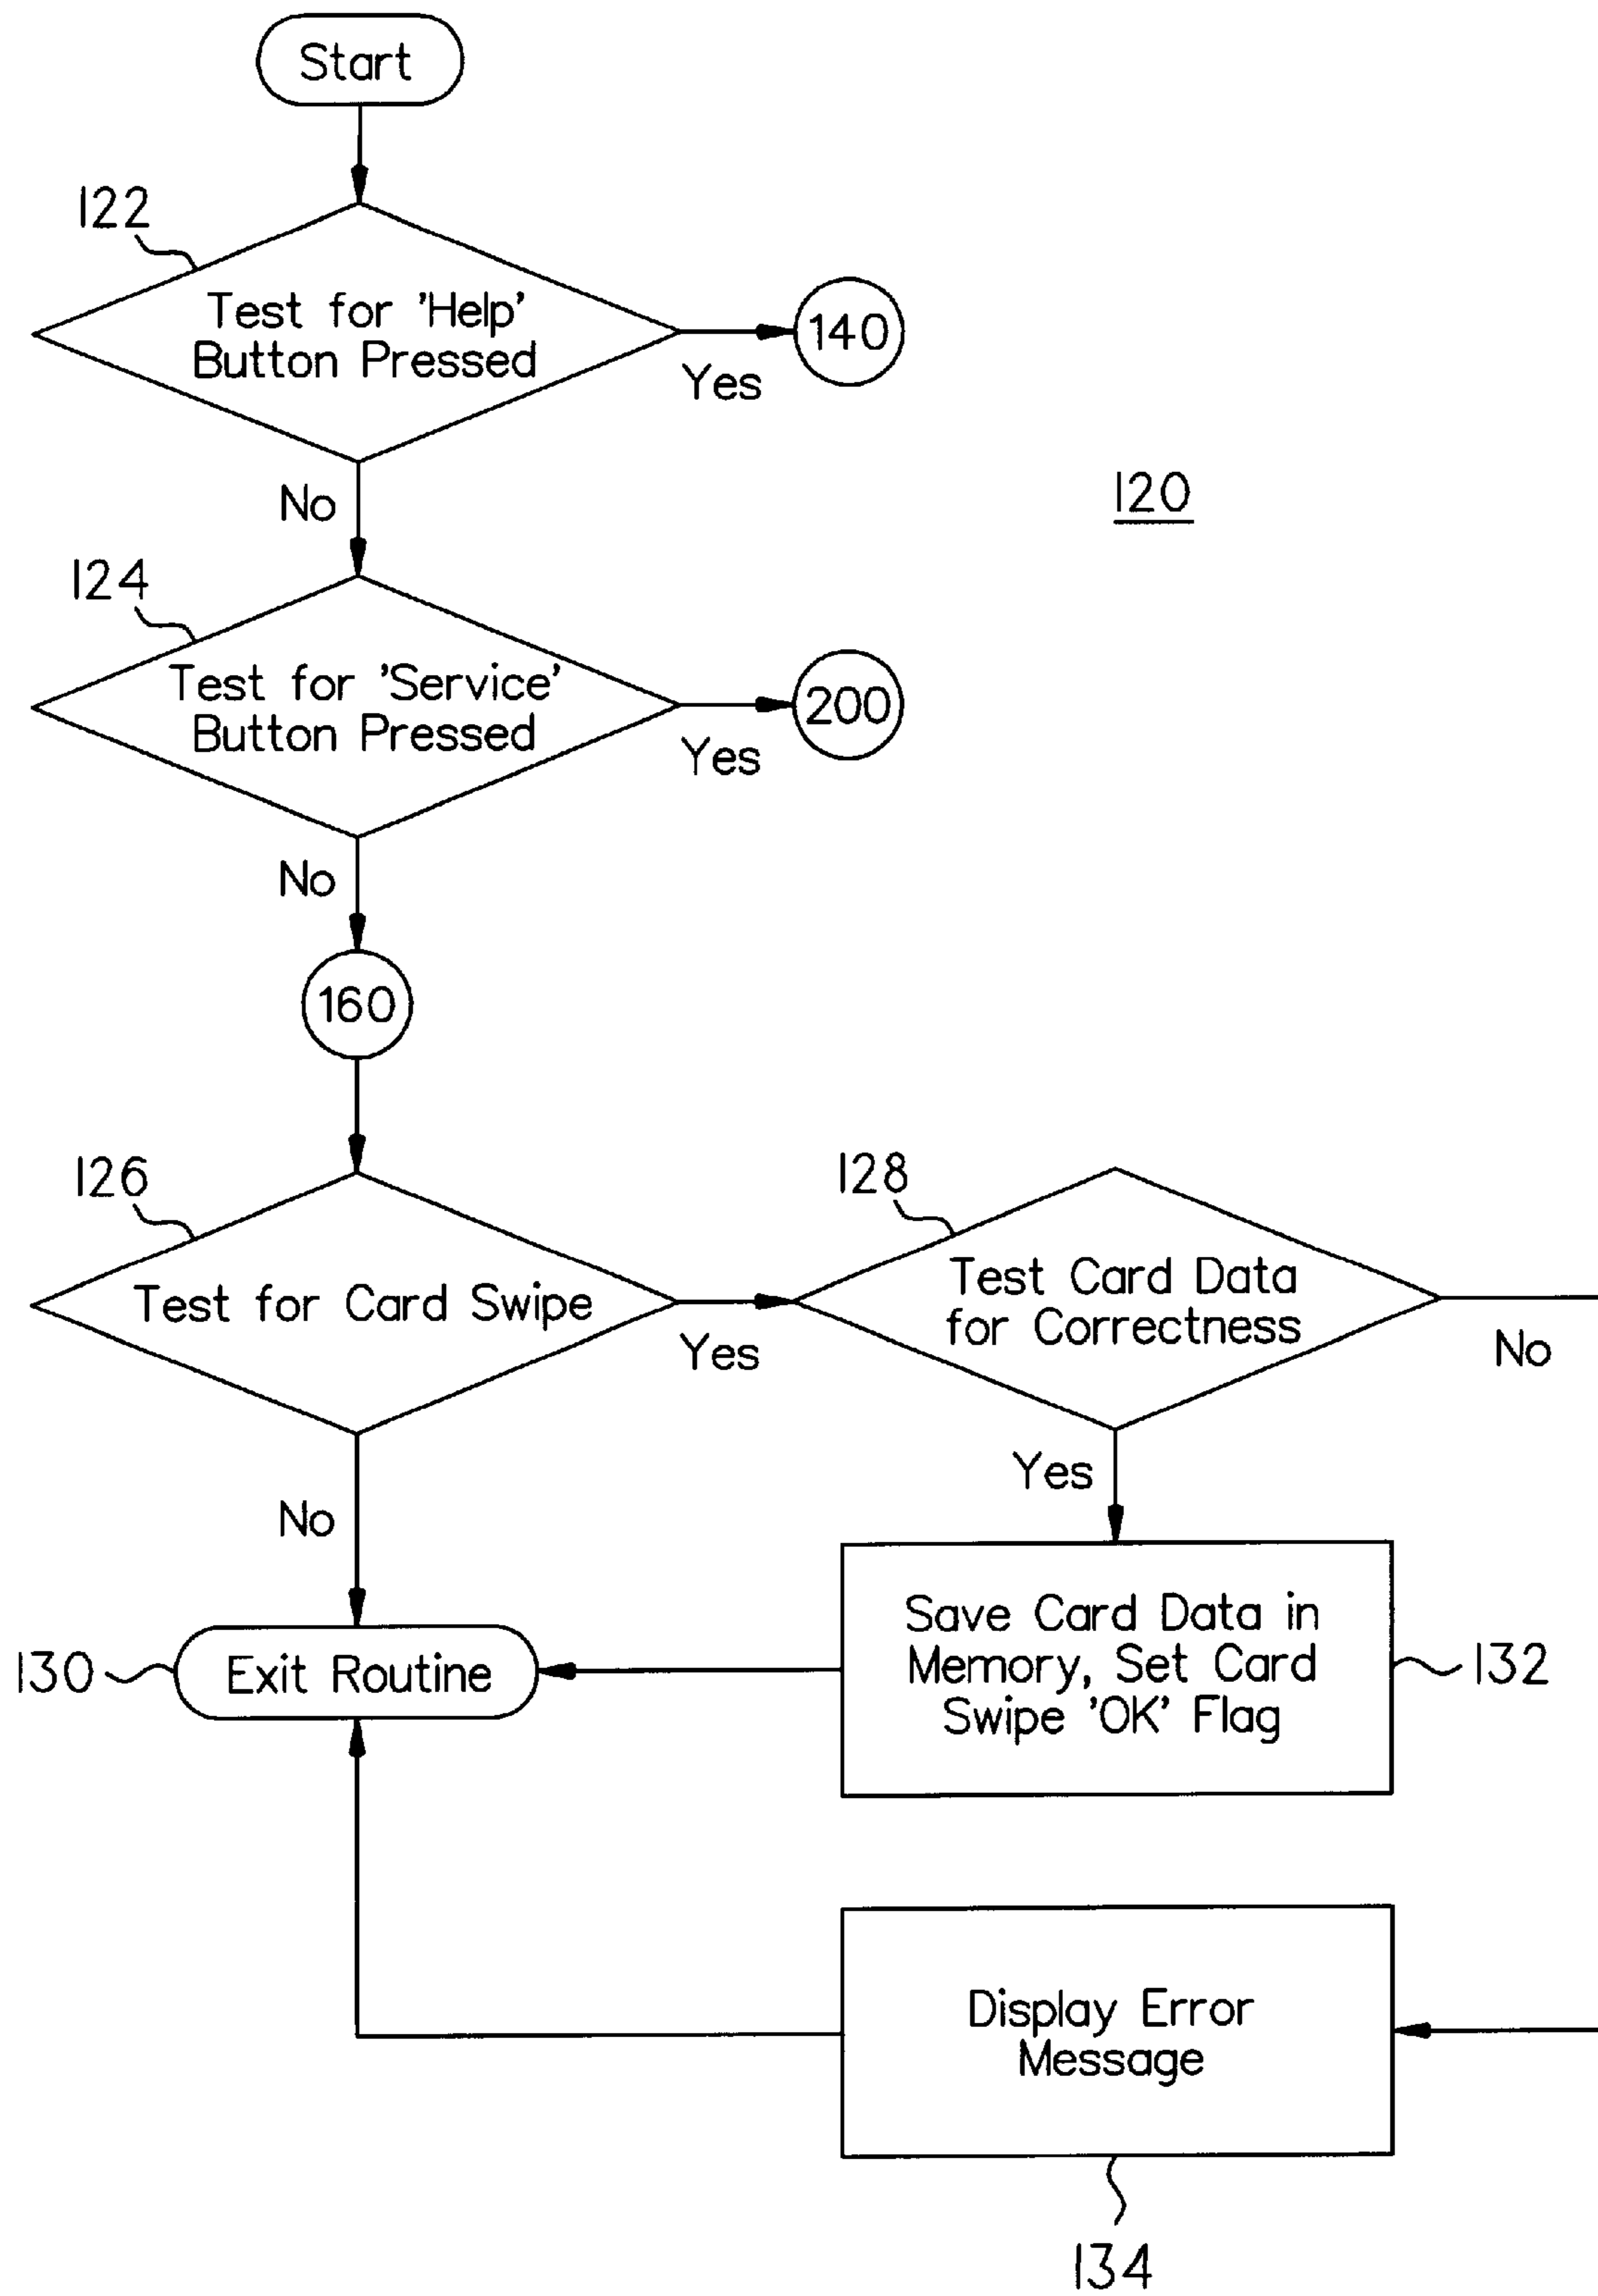 Start
122
Test for 'Help'
Button Pressed
140
Yes
No
120
124
Test for 'Service'
Button Pressed
200
Yes
No
160
126
128
Test for Card Swipe
Test Card Data
for Correctness
Yes
No
Yes
No
Save Card Data in
Memory, Set Card
Swipe 'OK' Flag
130
Exit Routine
132
Display Error
Message
134